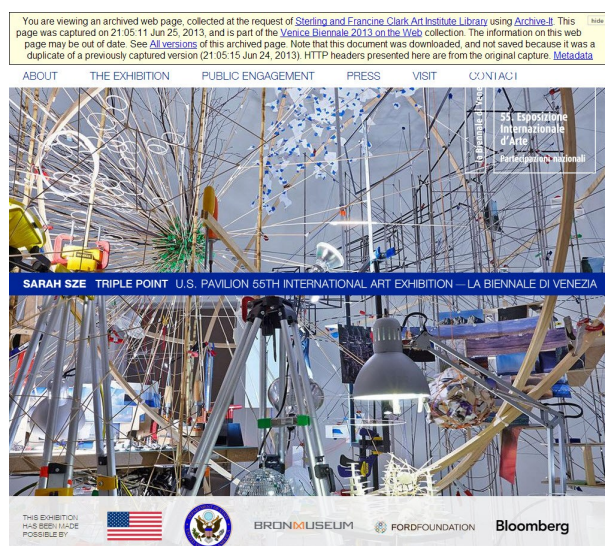 You are viewing an archived web page, collected at the request of Sterling and Francine Clark Art Institute Library using Archive-It. This
hide
page was captured on 21:05:11 Jun 25, 2013, and is part of the Venice Biennale 2013 on the Web collection. The information on this web
page may be out of date. See All versions of this archived page. Note that this document was downloaded, and not saved because it was a
duplicate of a previously captured version (21:05:15 Jun 24, 2013). HTTP headers presented here are from the original capture. Metadata
ABOUT THE EXHIBITION PUBLIC ENGAGEMENT PRESS VISIT CONTACT
la Biennale di Vene
55. Esposizione
Internazionale
d'Arte
Partecipazioni nazionali
SARAH SZE TRIPLE POINT U.S. PAVILION 55TH INTERNATIONAL ART EXHIBITION — LA BIENNALE DI VENEZIA
THIS EXHIBITION
HAS BEEN MADE
POSSIBLE BY
BRONXMUSEUM
FORDFOUNDATION
Bloomberg